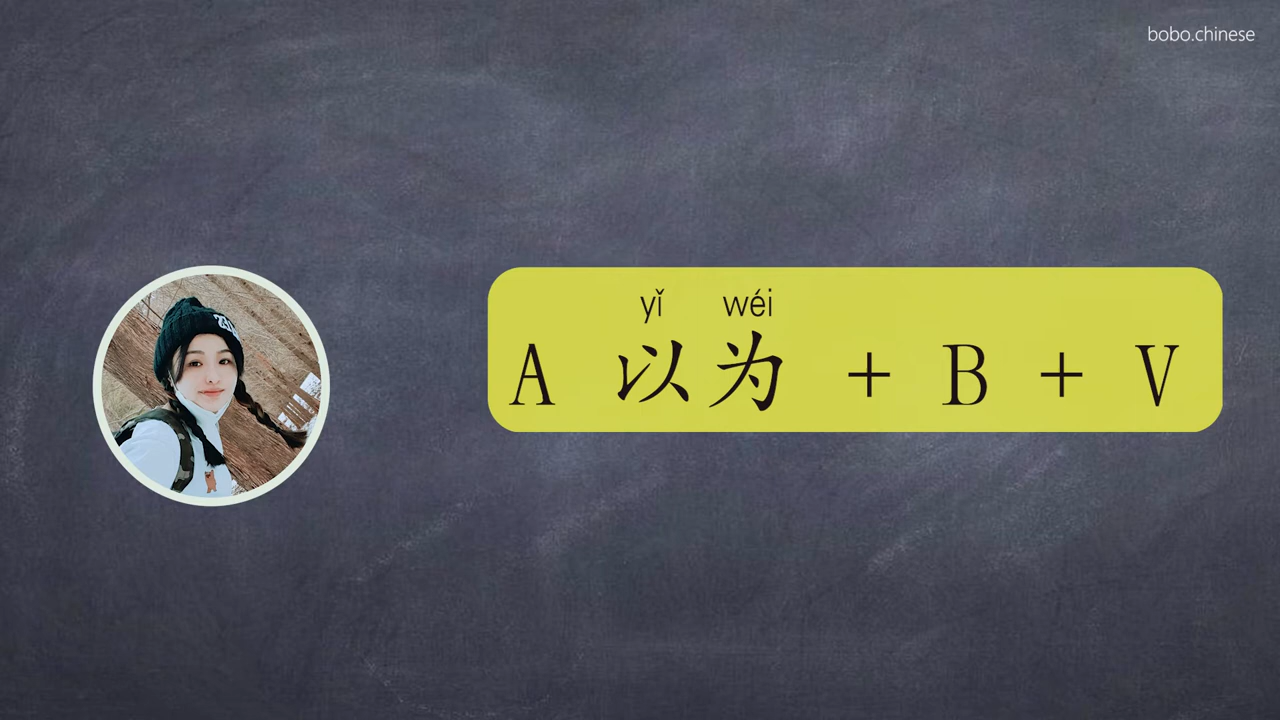 bobo.chinese
yǐ wéi
A 以为 + B + V